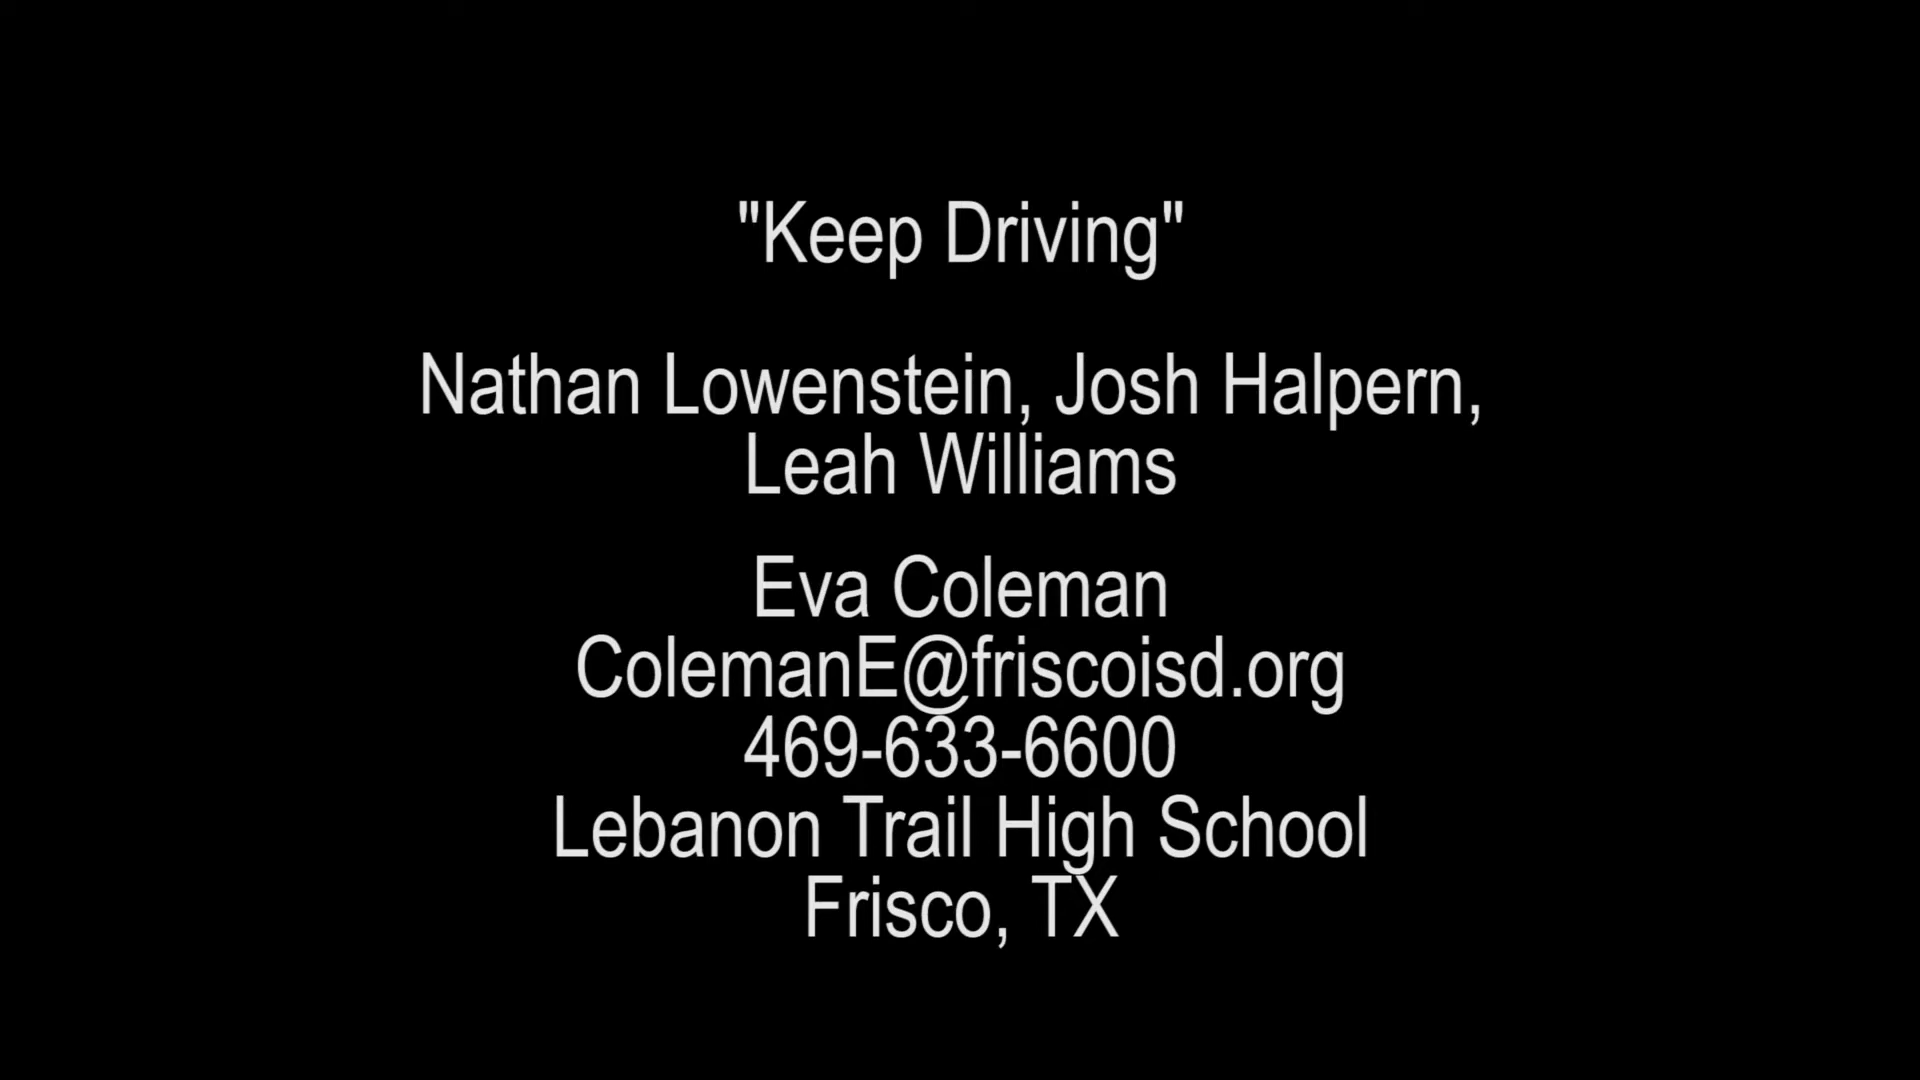 "Keep Driving"
Nathan Lowenstein, Josh Halpern,
Leah Williams
Eva Coleman
ColemanE@friscoisd.org
469-633-6600
Lebanon Trail High School
Frisco, TX